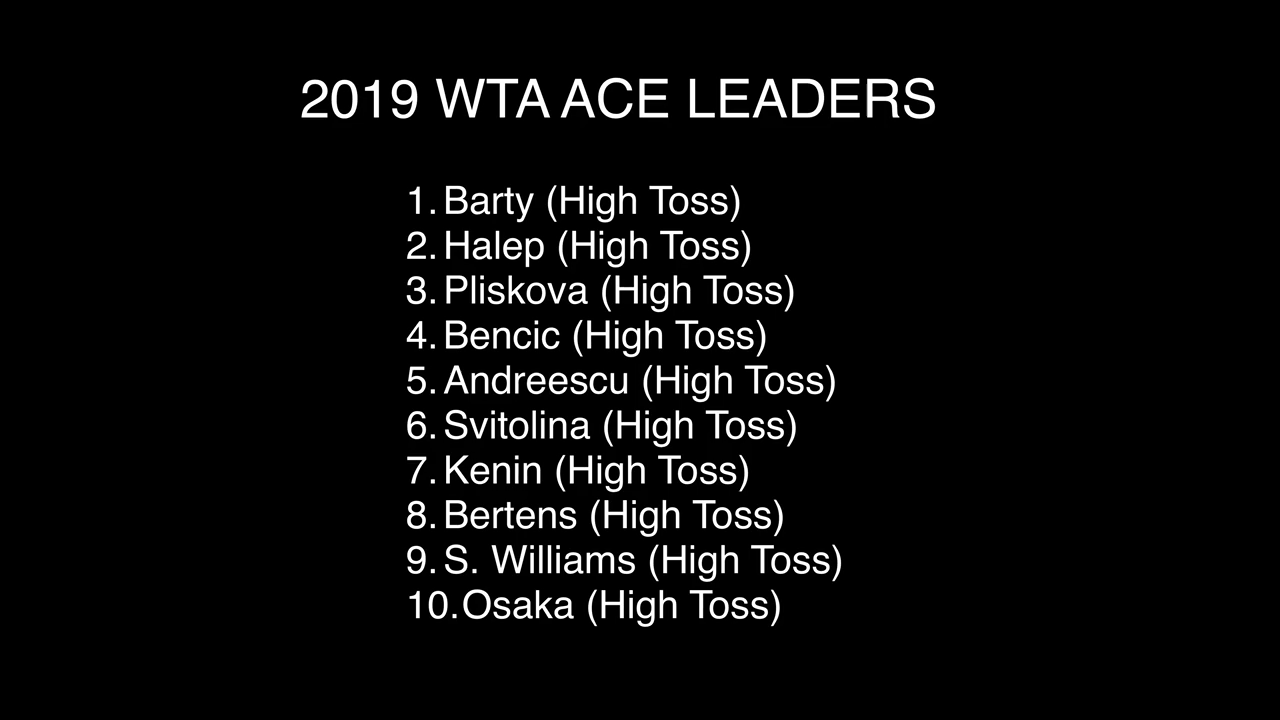 2019 WTA ACE LEADERS
1. Barty (High Toss)
2. Halep (High Toss)
3. Pliskova (High Toss)
4. Bencic (High Toss)
5. Andreescu (High Toss)
6. Svitolina (High Toss)
7. Kenin (High Toss)
8. Bertens (High Toss)
9. S. Williams (High Toss)
10. Osaka (High Toss)